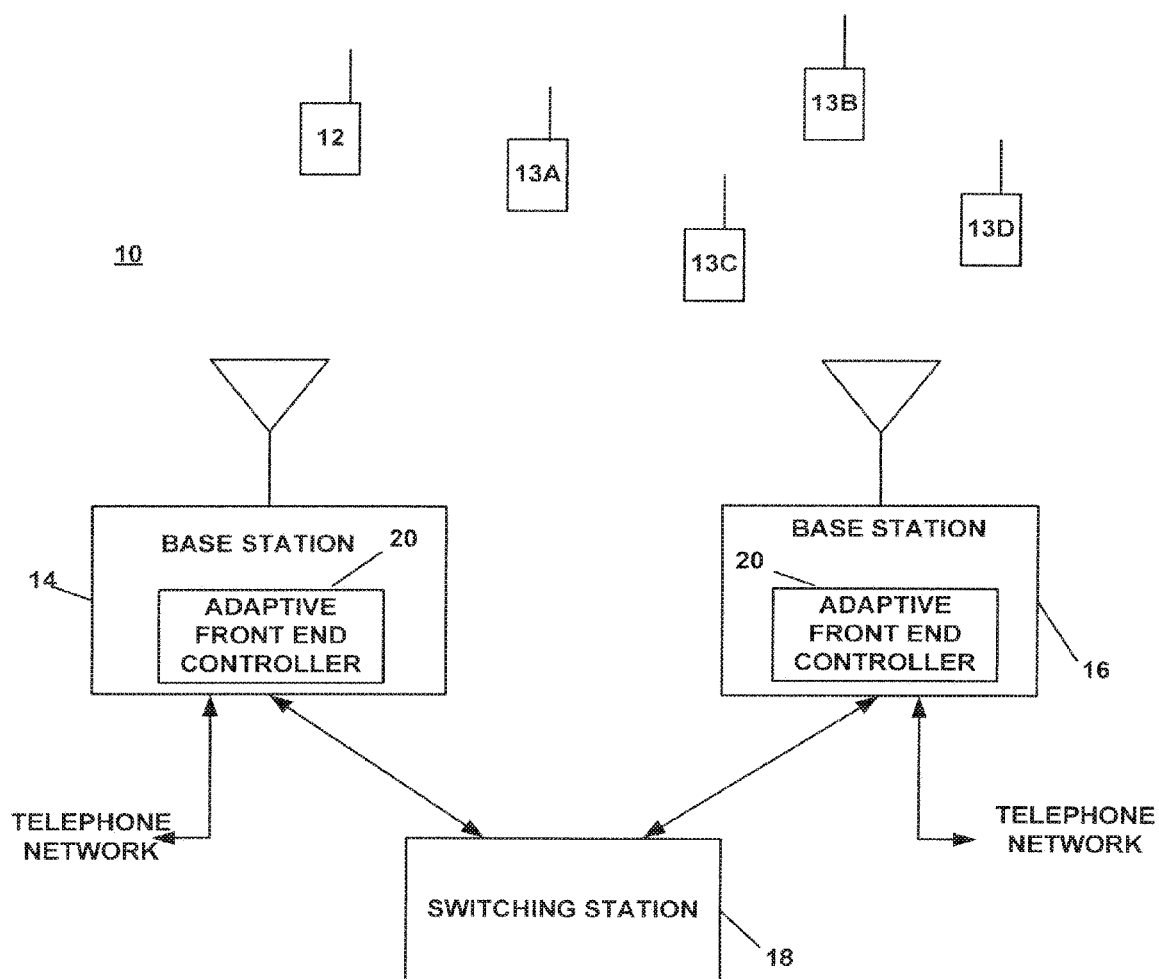 13B
12
13A
13D
10
13C
BASE STATION
20
14
ADAPTIVE
FRONT END
CONTROLLER
BASE STATION
20
ADAPTIVE
FRONT END
CONTROLLER
16
TELEPHONE
NETWORK
TELEPHONE
NETWORK
SWITCHING STATION
18